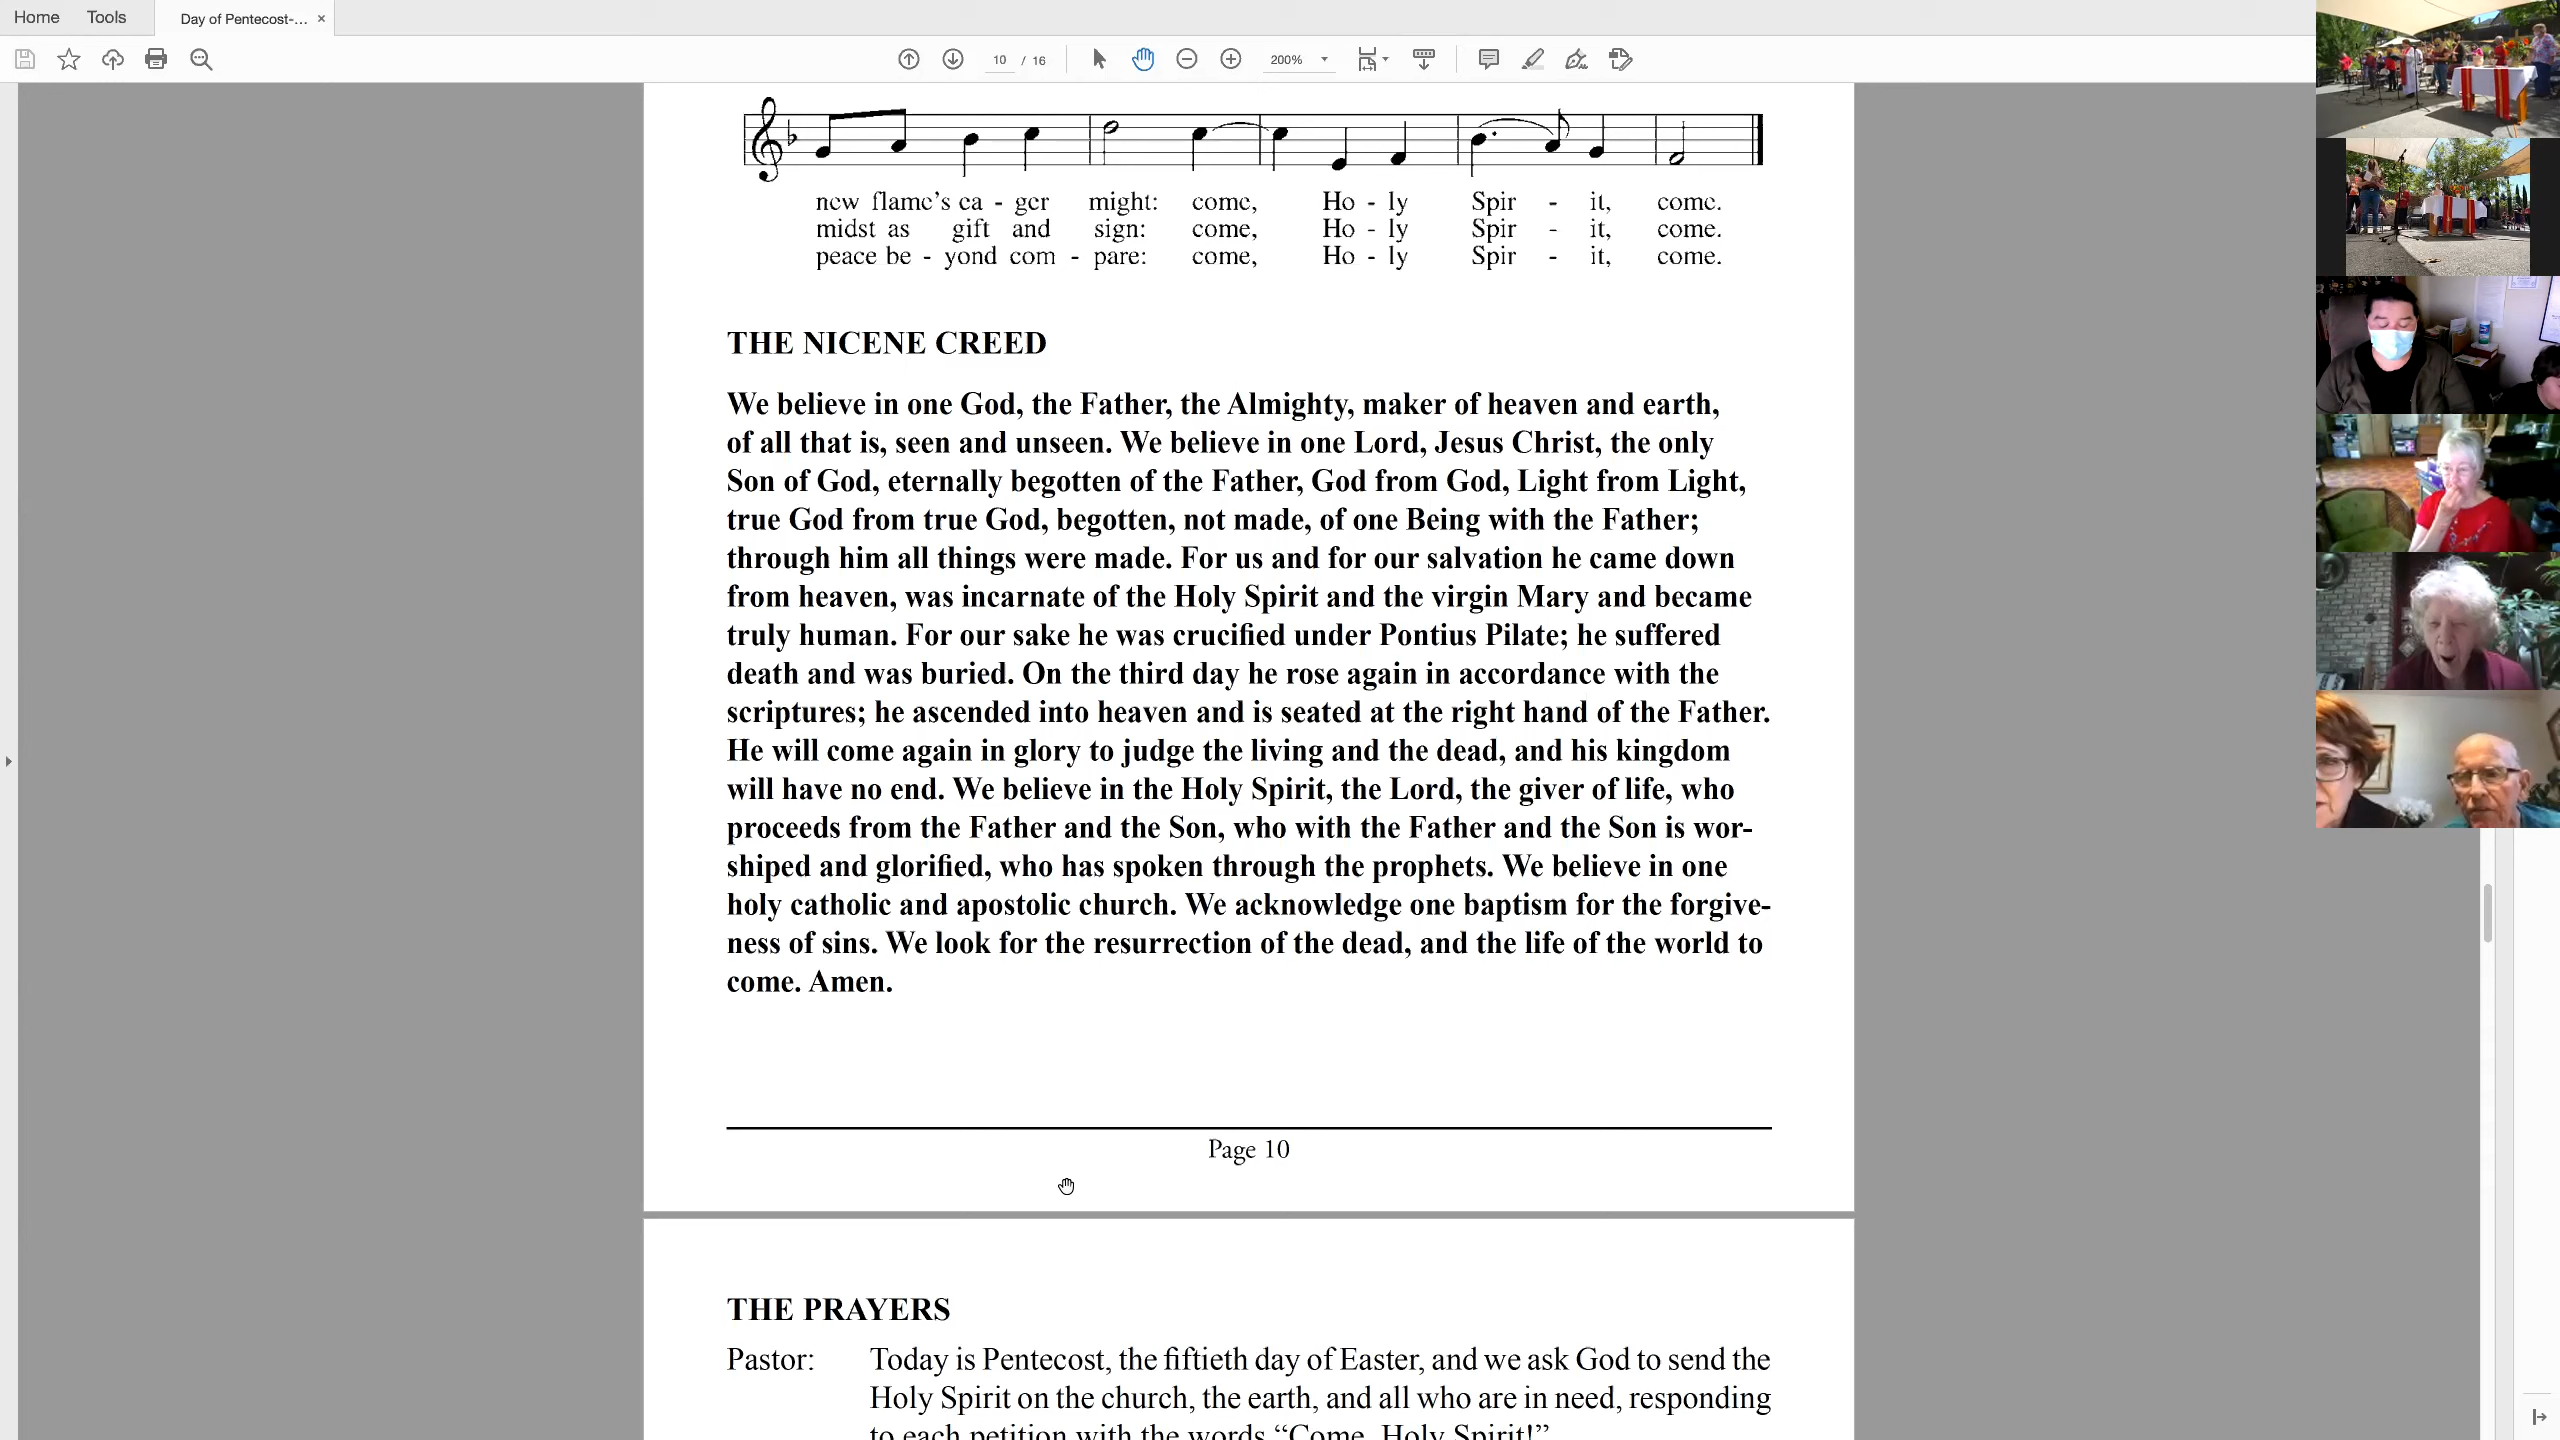 Home Tools Day of Pentecost-... ×
10 / 16 200%
new flame's ea - ger might: come, Ho - ly Spir - it, come.
midst as gift and sign: come, Ho - ly Spir - it, come.
peace be - yond com - pare: come, Ho - ly Spir - it, come.
THE NICENE CREED
We believe in one God, the Father, the Almighty, maker of heaven and earth,
of all that is, seen and unseen. We believe in one Lord, Jesus Christ, the only
Son of God, eternally begotten of the Father, God from God, Light from Light,
true God from true God, begotten, not made, of one Being with the Father;
through him all things were made. For us and for our salvation he came down
from heaven, was incarnate of the Holy Spirit and the virgin Mary and became
truly human. For our sake he was crucified under Pontius Pilate; he suffered
death and was buried. On the third day he rose again in accordance with the
scriptures; he ascended into heaven and is seated at the right hand of the Father.
He will come again in glory to judge the living and the dead, and his kingdom
will have no end. We believe in the Holy Spirit, the Lord, the giver of life, who
proceeds from the Father and the Son, who with the Father and the Son is wor-
shiped and glorified, who has spoken through the prophets. We believe in one
holy catholic and apostolic church. We acknowledge one baptism for the forgive-
ness of sins. We look for the resurrection of the dead, and the life of the world to
come. Amen.
Page 10
THE PRAYERS
Pastor: Today is Pentecost, the fiftieth day of Easter, and we ask God to send the
Holy Spirit on the church, the earth, and all who are in need, responding
to each petition with the words “Come, Holy Spirit!”